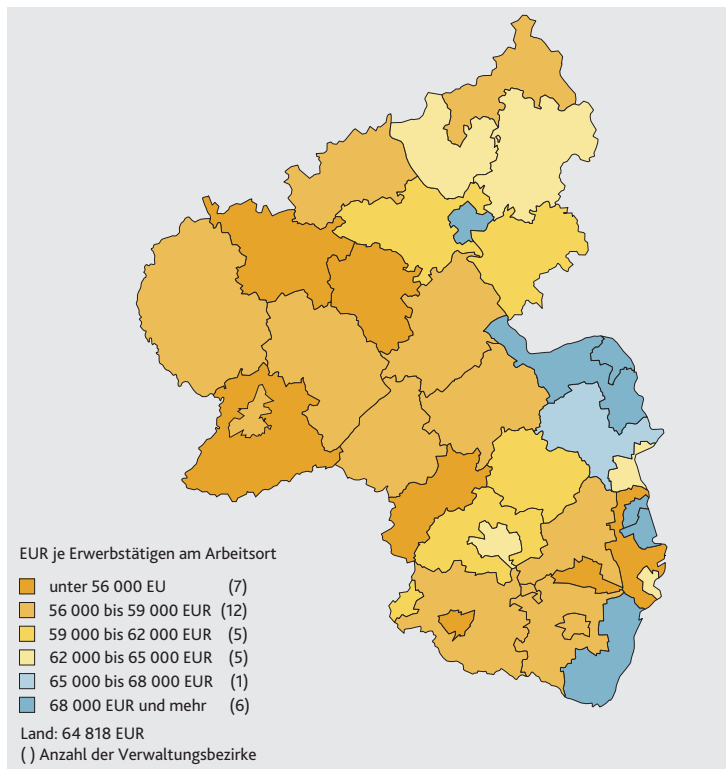 EUR je Erwerbstätigen am Arbeitsort
unter 56 000 EU (7)
56 000 bis 59 000 EUR (12)
59 000 bis 62 000 EUR (5)
62 000 bis 65 000 EUR (5)
65 000 bis 68 000 EUR (1)
68 000 EUR und mehr (6)
Land: 64 818 EUR
( ) Anzahl der Verwaltungsbezirke